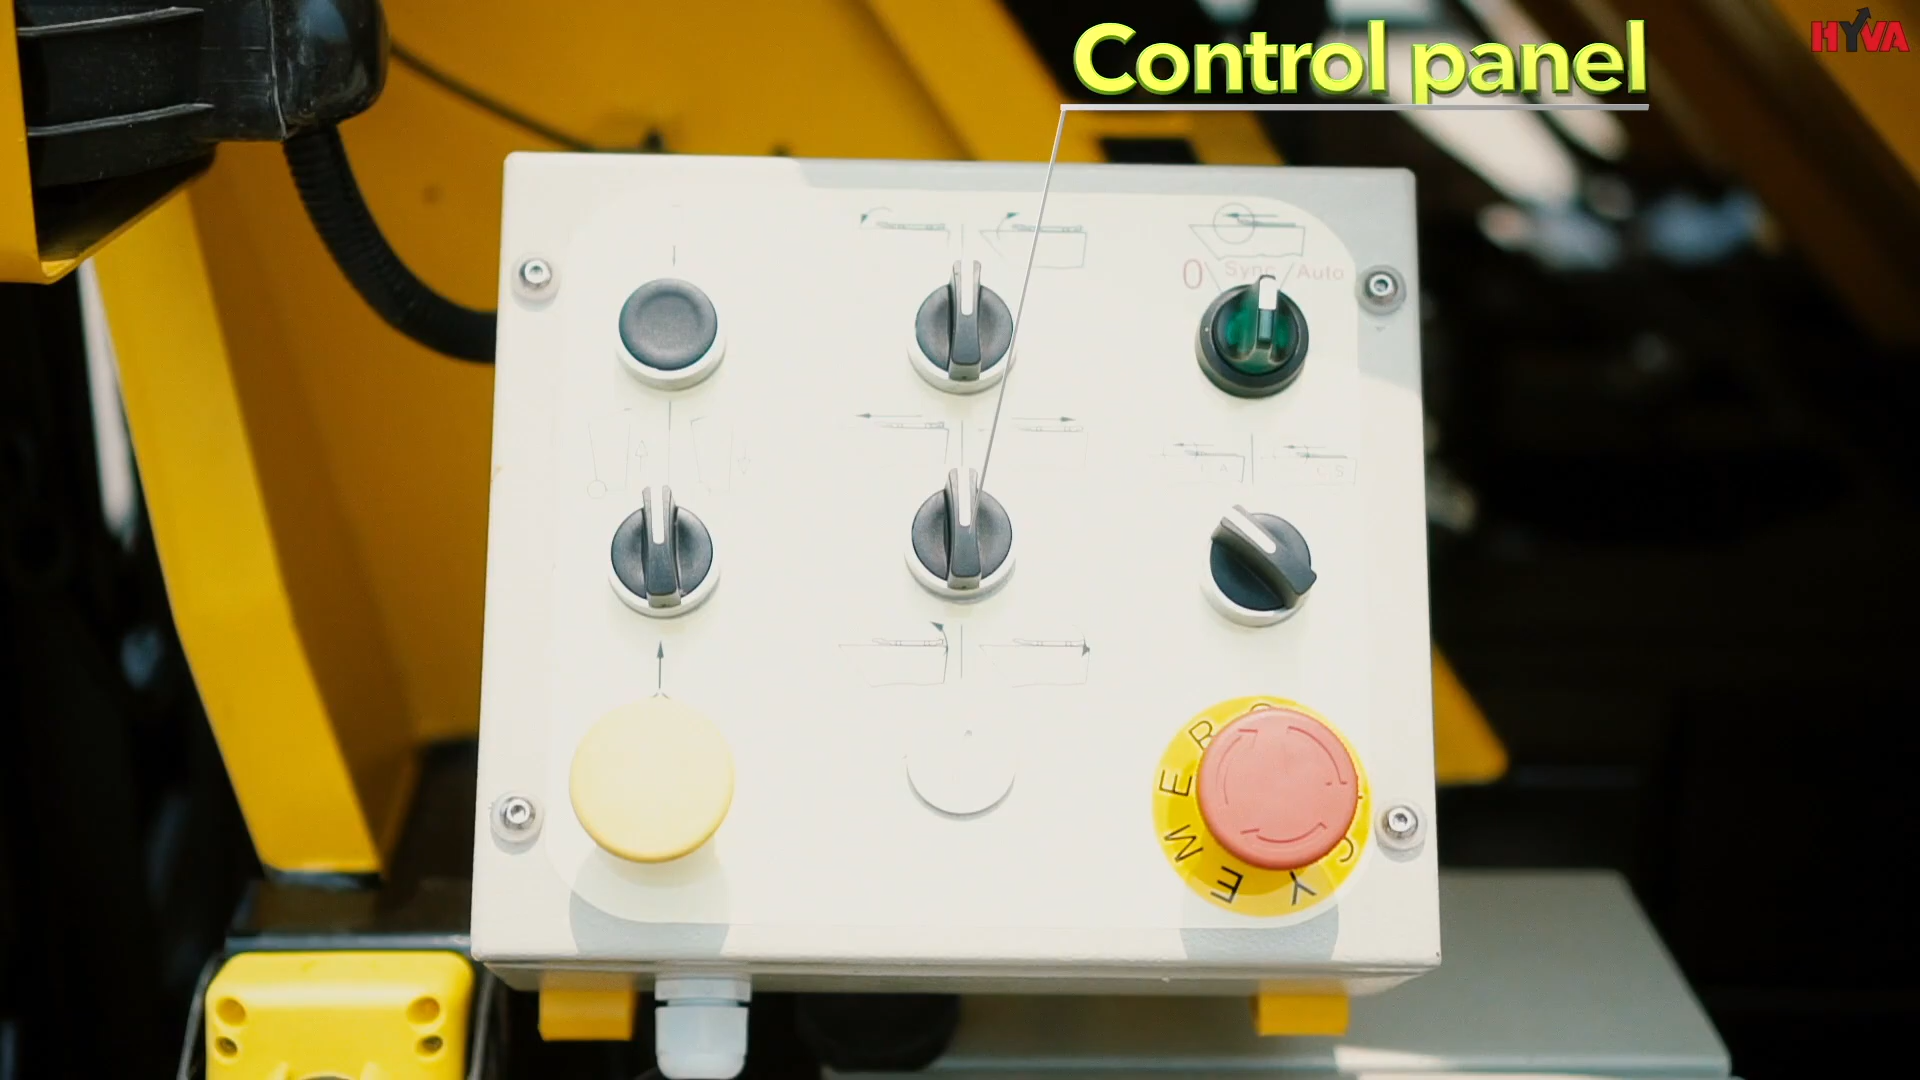 Control panel
HYVA
0 Sync Auto
C A
C S
EMERGENCY